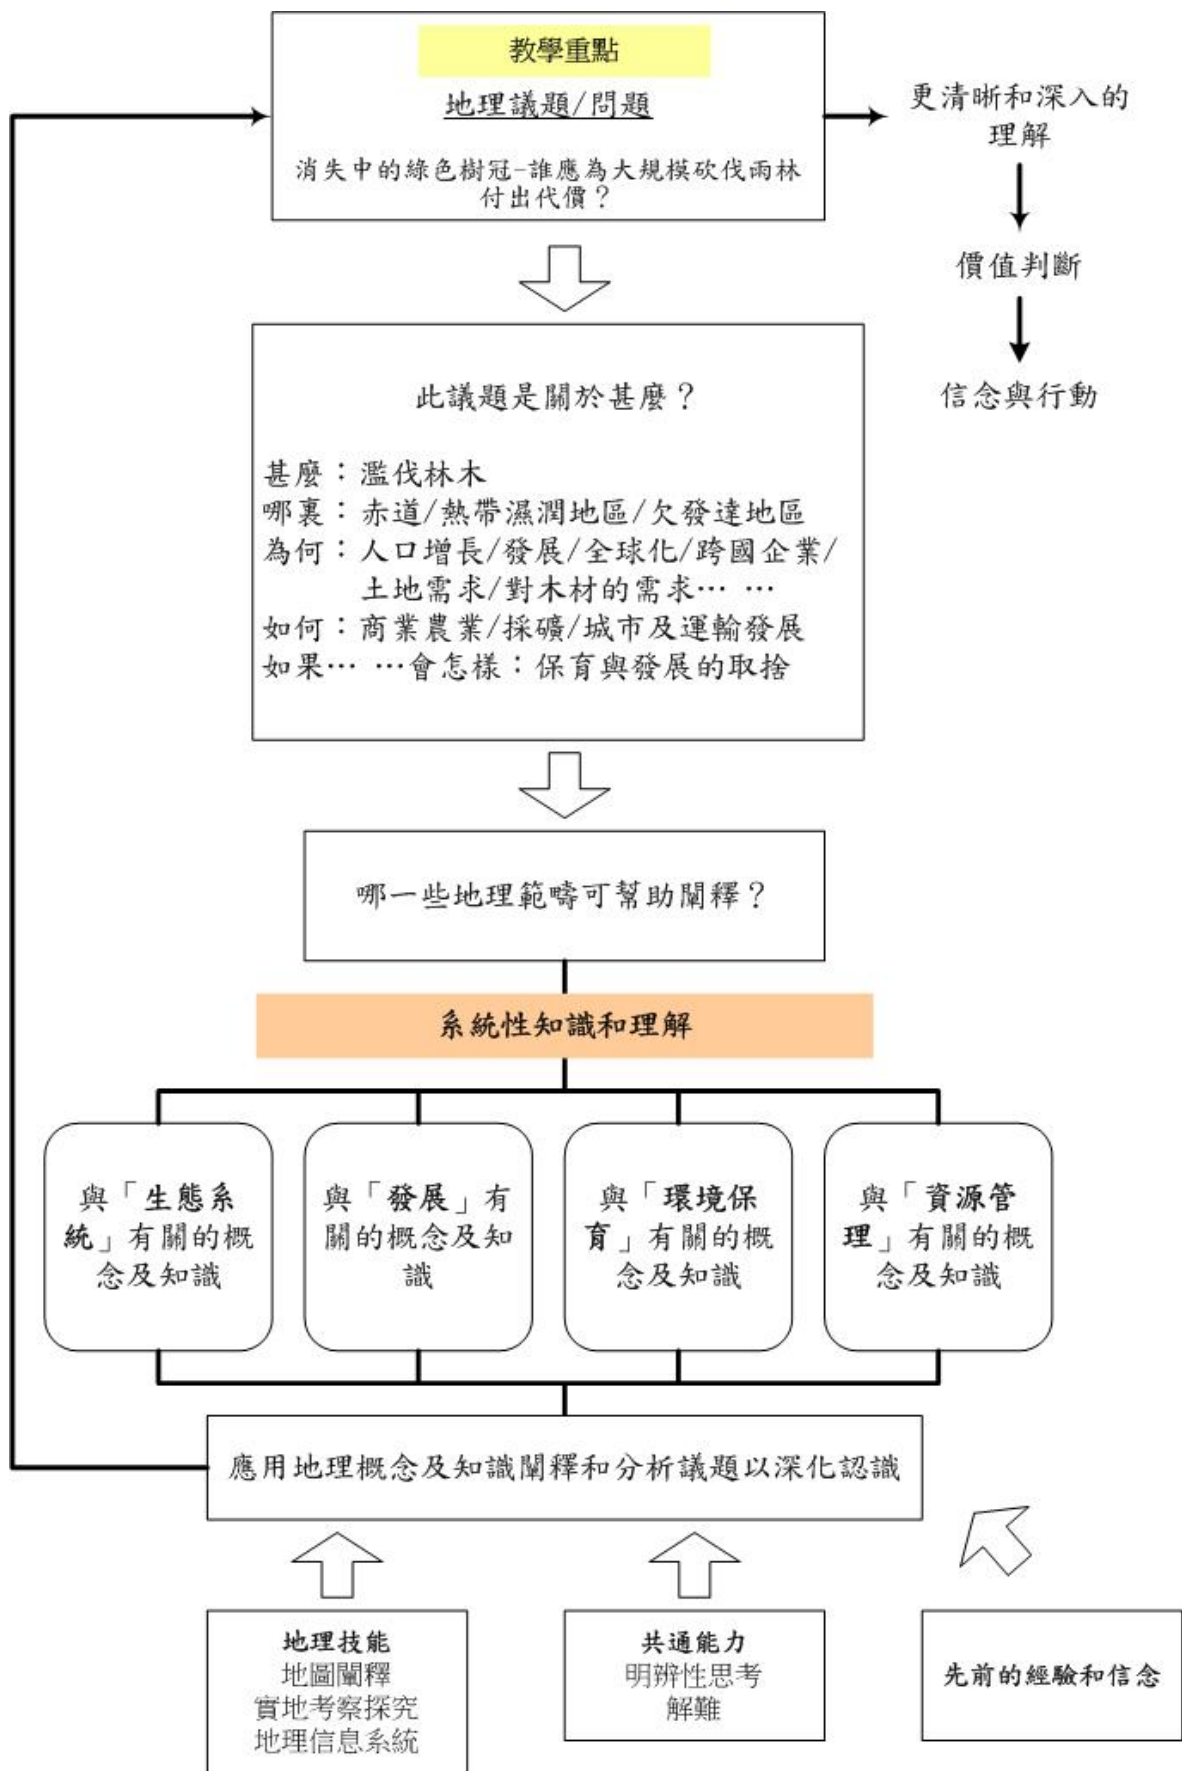 教學重點
地理議題/問題
消失中的綠色樹冠-誰應為大規模砍伐雨林
付出代價？
更清晰和深入的
理解
價值判斷
信念與行動
此議題是關於甚麼？
甚麼：濫伐林木
哪裏：赤道/熱帶濕潤地區/欠發達地區
為何：人口增長/發展/全球化/跨國企業/
土地需求/對木材的需求… …
如何：商業農業/採礦/城市及運輸發展
如果… …會怎樣：保育與發展的取捨
哪一些地理範疇可幫助闡釋？
系統性知識和理解
與「生態系
統」有關的概
念及知識
與「發展」有
關的概念及知
識
與「環境保
育」有關的概
念及知識
與「資源管
理」有關的概
念及知識
應用地理概念及知識闡釋和分析議題以深化認識
地理技能
地圖闡釋
實地考察探究
地理信息系統
共通能力
明辨性思考
解難
先前的經驗和信念